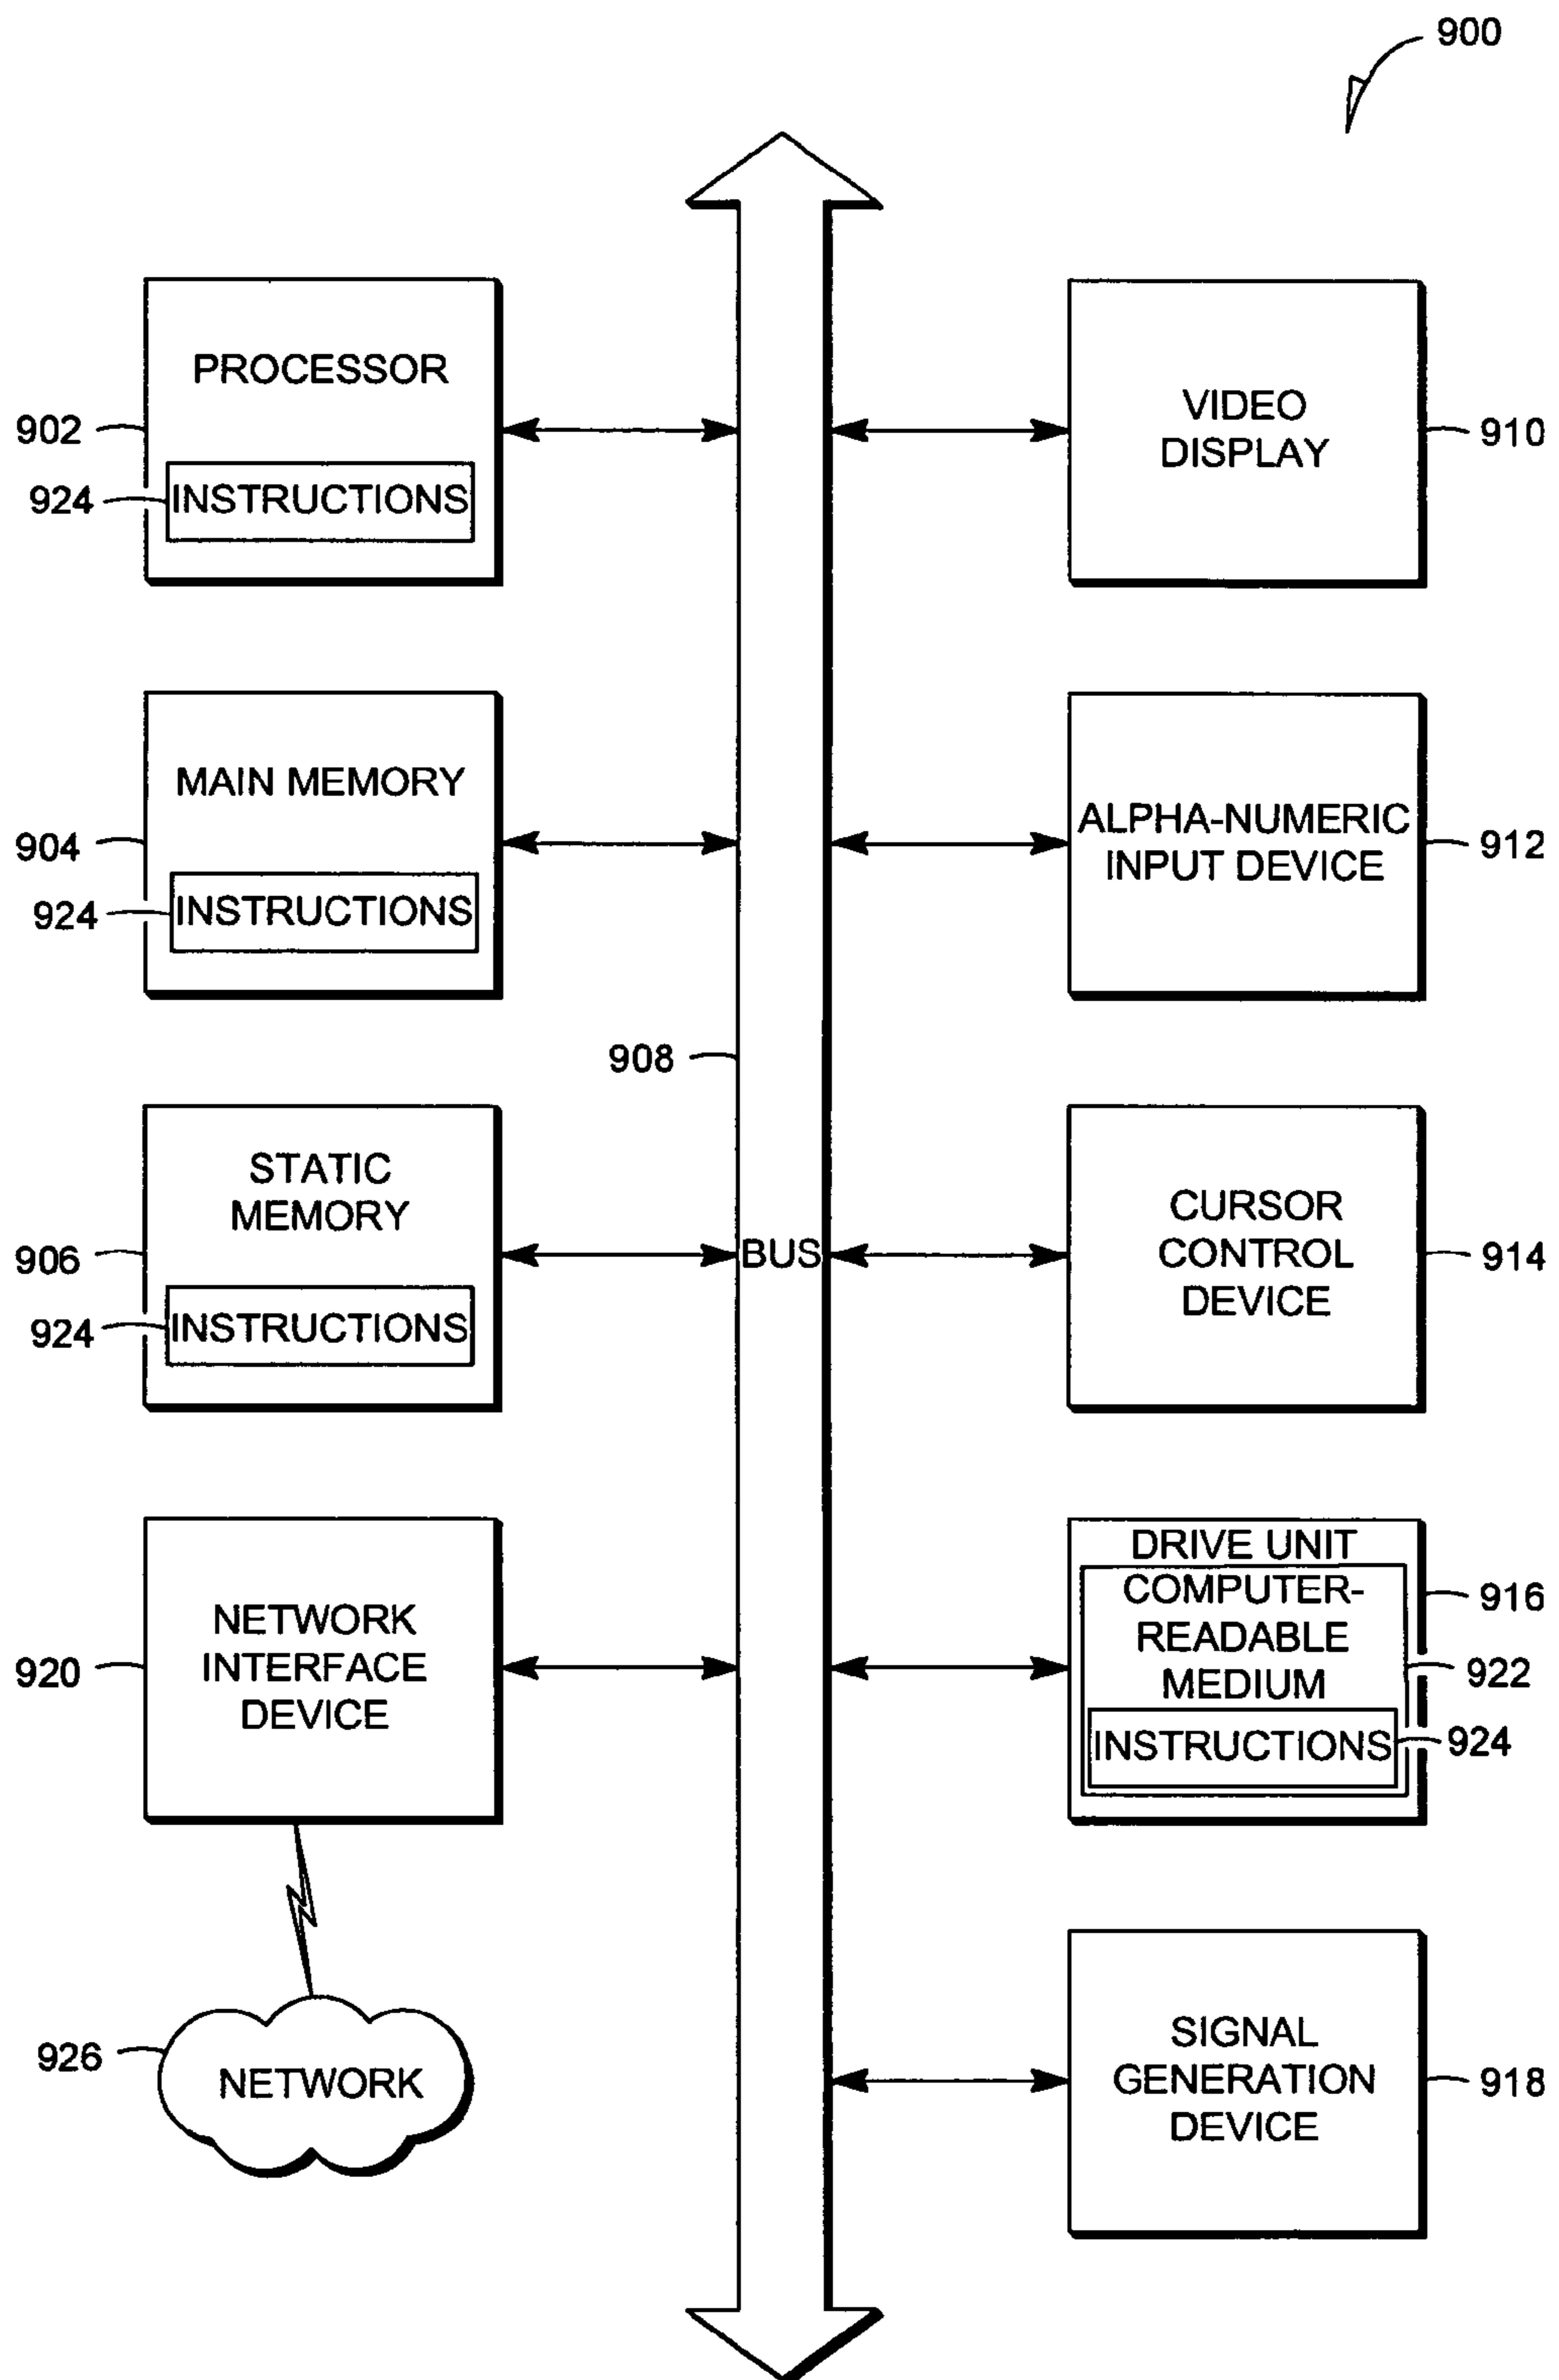 900
PROCESSOR
902
924
INSTRUCTIONS
VIDEO
DISPLAY
910
MAIN MEMORY
904
924
INSTRUCTIONS
ALPHA-NUMERIC
INPUT DEVICE
912
908
STATIC
MEMORY
906
924
INSTRUCTIONS
BUS
CURSOR
CONTROL
DEVICE
914
NETWORK
INTERFACE
DEVICE
920
DRIVE UNIT
COMPUTER-
READABLE
MEDIUM
INSTRUCTIONS
916
922
924
926
NETWORK
SIGNAL
GENERATION
DEVICE
918